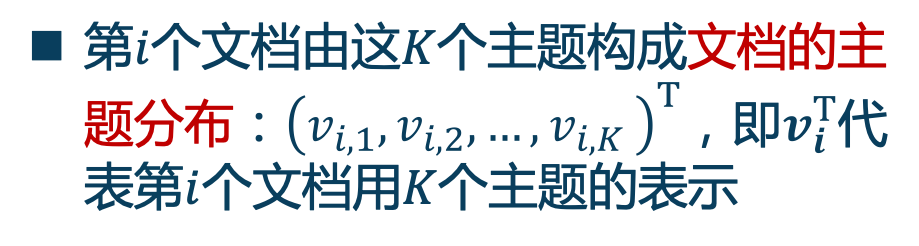 ■ 第i个文档由这K个主题构成文档的主
题分布：(v_{i,1}, v_{i,2}, …, v_{i,K})^T，即v_i^T代
表第i个文档用K个主题的表示